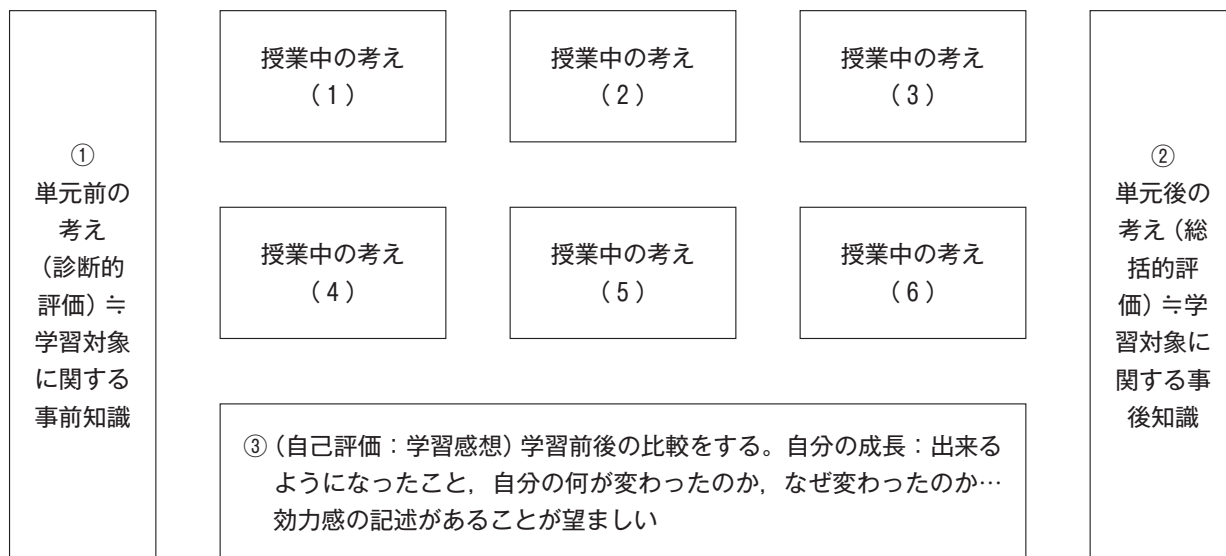 ①
単元前の
考え
（診断的
評価）≒
学習対象
に関する
事前知識
授業中の考え
（1）
授業中の考え
（2）
授業中の考え
（3）
授業中の考え
（4）
授業中の考え
（5）
授業中の考え
（6）
③（自己評価：学習感想）学習前後の比較をする。自分の成長：出来る
ようになったこと，自分の何が変わったのか，なぜ変わったのか…
効力感の記述があることが望ましい
②
単元後の
考え（総
括的評
価）≒学
習対象に
関する事
後知識